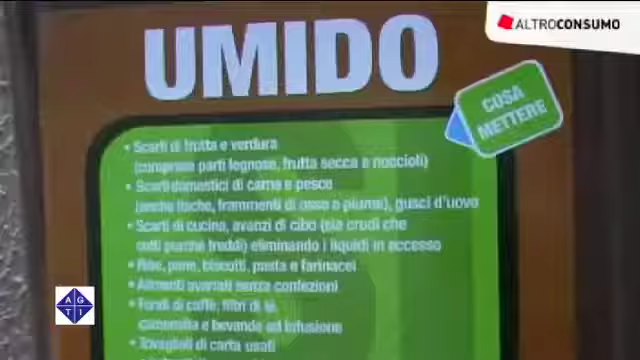 ALTROCONSUMO
UMIDO
COSA
METTERE
• Scarti di frutta e verdura
(comprese parti legnose, frutta secca e noccioli)
• Scarti domestici di carne e pesce
(anche lische, frammenti di ossa e piume), gusci d'uovo
• Scarti di cucina, avanzi di cibo (sia crudi che
cotti purché freddi) eliminando i liquidi in eccesso
• Riso, pane, biscotti, pasta e farinacei
• Alimenti avariati senza confezioni
• Fondi di caffè, filtri di tè,
camomilla e bevande ad infusione
• Tovaglioli di carta usati
A G
T I